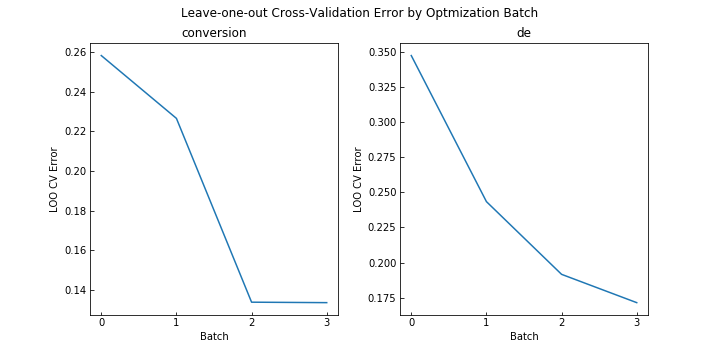 Leave-one-out Cross-Validation Error by Optmization Batch
conversion
de
LOO CV Error
0.26
0.24
0.22
0.20
0.18
0.16
0.14
0 1 2 3
Batch
LOO CV Error
0.350
0.325
0.300
0.275
0.250
0.225
0.200
0.175
0 1 2 3
Batch